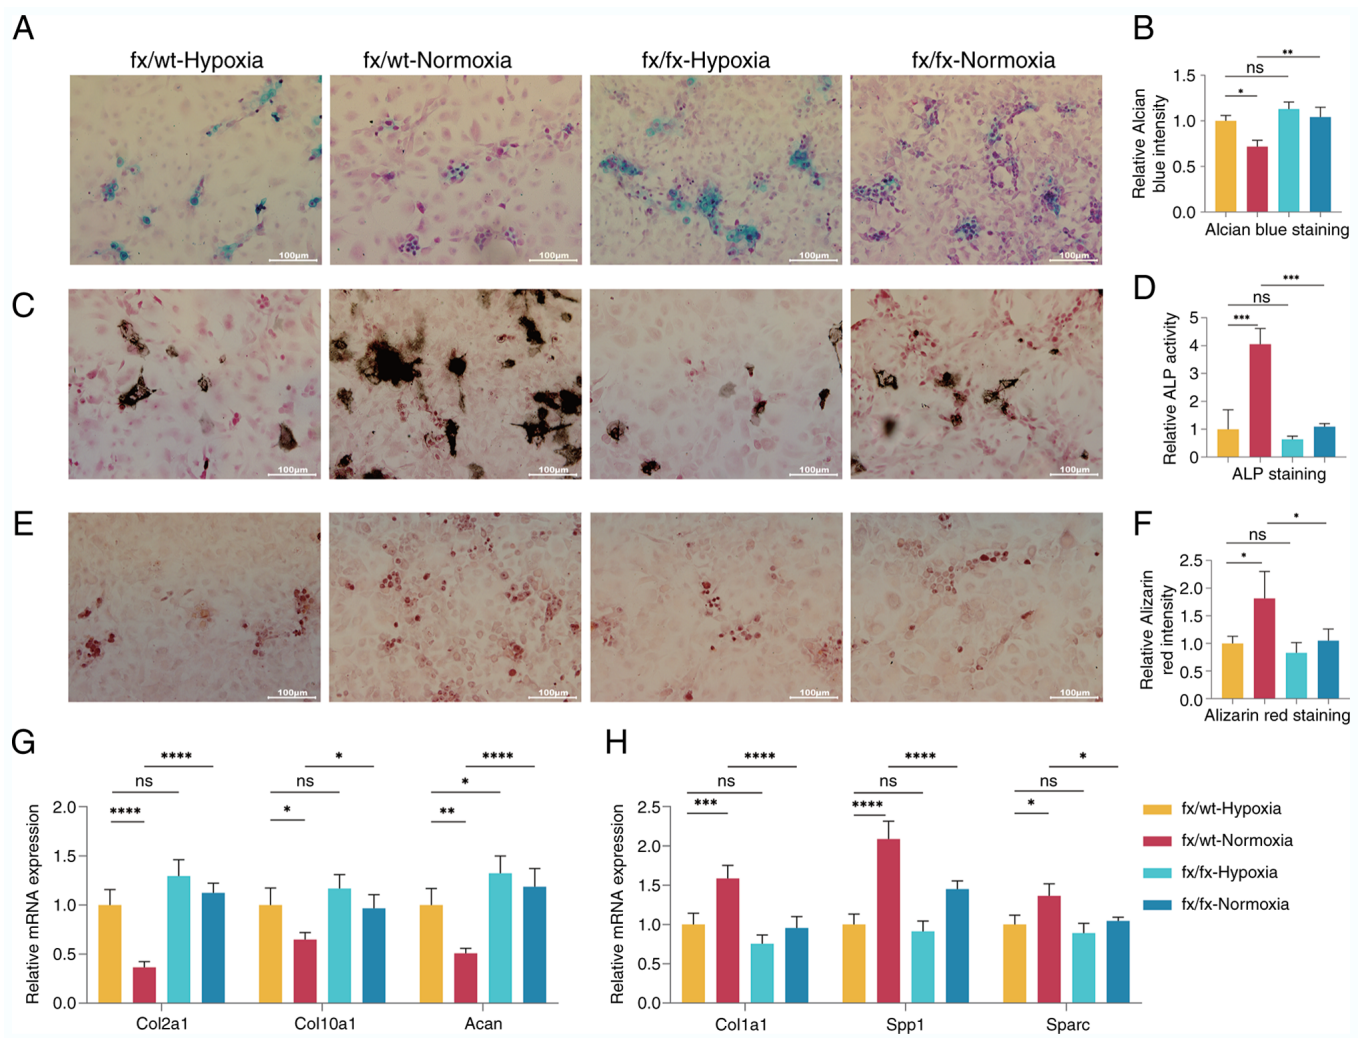 A
fx/wt-Hypoxia
fx/wt-Normoxia
fx/fx-Hypoxia
fx/fx-Normoxia
100μm
100μm
100μm
100μm
B
**
ns
*
1.5
1.0
0.5
0.0
Relative Alcian
blue intensity
Alcian blue staining
C
100μm
100μm
100μm
100μm
D
***
ns
***
5
4
3
2
1
0
Relative ALP activity
ALP staining
E
100μm
100μm
100μm
100μm
F
*
ns
*
2.5
2.0
1.5
1.0
0.5
0.0
Relative Alizarin
red intensity
Alizarin red staining
G
**** * ****
ns ns *
**** * **
2.0
1.5
1.0
0.5
0.0
Relative mRNA expression
Col2a1 Col10a1 Acan
H
**** **** *
ns ns ns
*** **** *
2.5
2.0
1.5
1.0
0.5
0.0
Relative mRNA expression
Col1a1 Spp1 Sparc
fx/wt-Hypoxia
fx/wt-Normoxia
fx/fx-Hypoxia
fx/fx-Normoxia